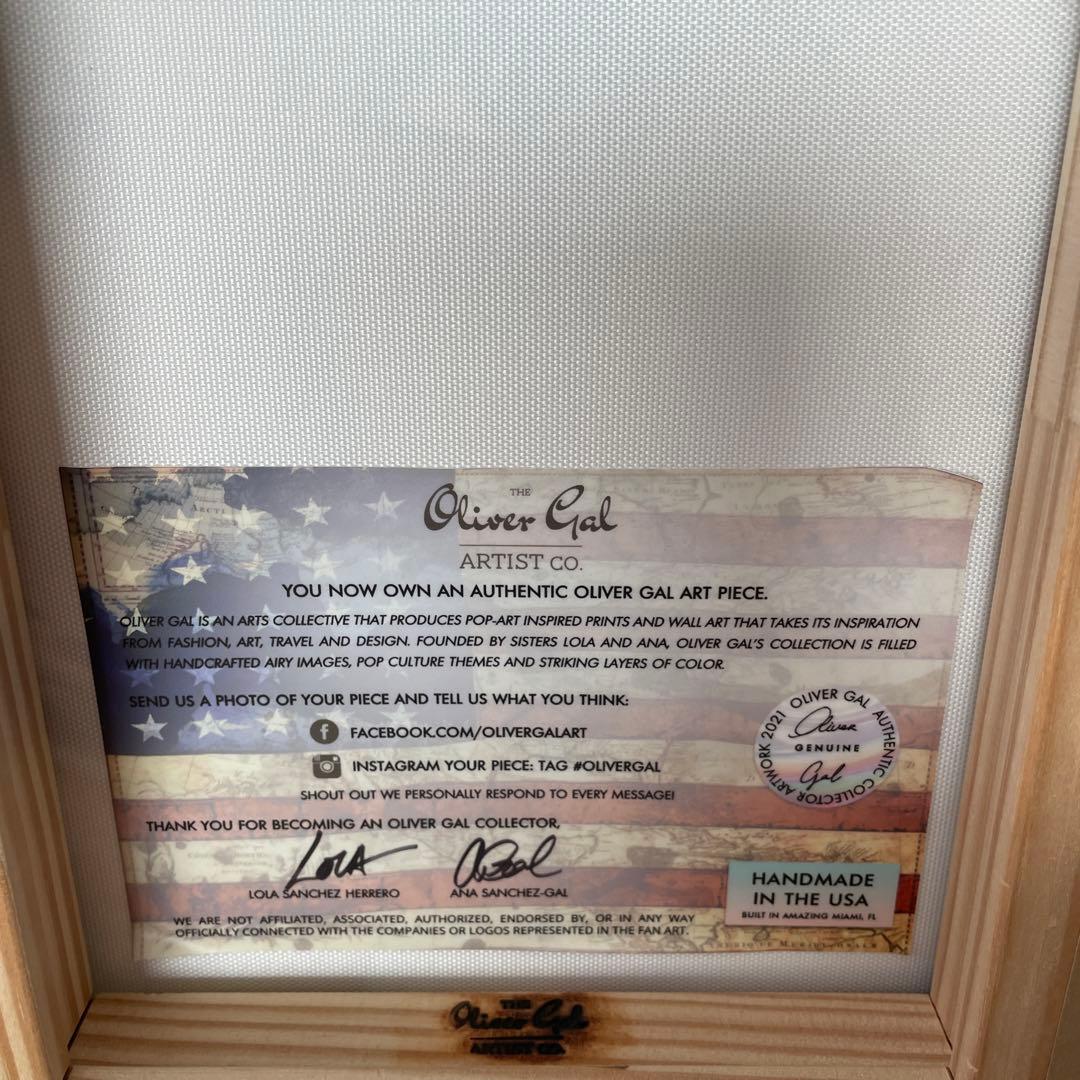 ARCTI
THE
Oliver Gal
ARTIST CO.
YOU NOW OWN AN AUTHENTIC OLIVER GAL ART PIECE.
OLIVER GAL IS AN ARTS COLLECTIVE THAT PRODUCES POP-ART INSPIRED PRINTS AND WALL ART THAT TAKES ITS INSPIRATION
FROM FASHION, ART, TRAVEL AND DESIGN. FOUNDED BY SISTERS LOLA AND ANA, OLIVER GAL'S COLLECTION IS FILLED
WITH HANDCRAFTED AIRY IMAGES, POP CULTURE THEMES AND STRIKING LAYERS OF COLOR.
SEND US A PHOTO OF YOUR PIECE AND TELL US WHAT YOU THINK:
FACEBOOK.COM/OLIVERGALART
INSTAGRAM YOUR PIECE: TAG #OLIVERGAL
SHOUT OUT WE PERSONALLY RESPOND TO EVERY MESSAGE!
OLIVER GAL AUTHENTIC COLLECTOR ARTWORK 2021
Oliver
GENUINE
Gal
THANK YOU FOR BECOMING AN OLIVER GAL COLLECTOR,
LOLA
LOLA SANCHEZ HERRERO
ANA SANCHEZ-GAL
HANDMADE
IN THE USA
BUILT IN AMAZING MIAMI, FL
WE ARE NOT AFFILIATED, ASSOCIATED, AUTHORIZED, ENDORSED BY, OR IN ANY WAY
OFFICIALLY CONNECTED WITH THE COMPANIES OR LOGOS REPRESENTED IN THE FAN ART.
THE
Oliver Gal
ARTIST CO.